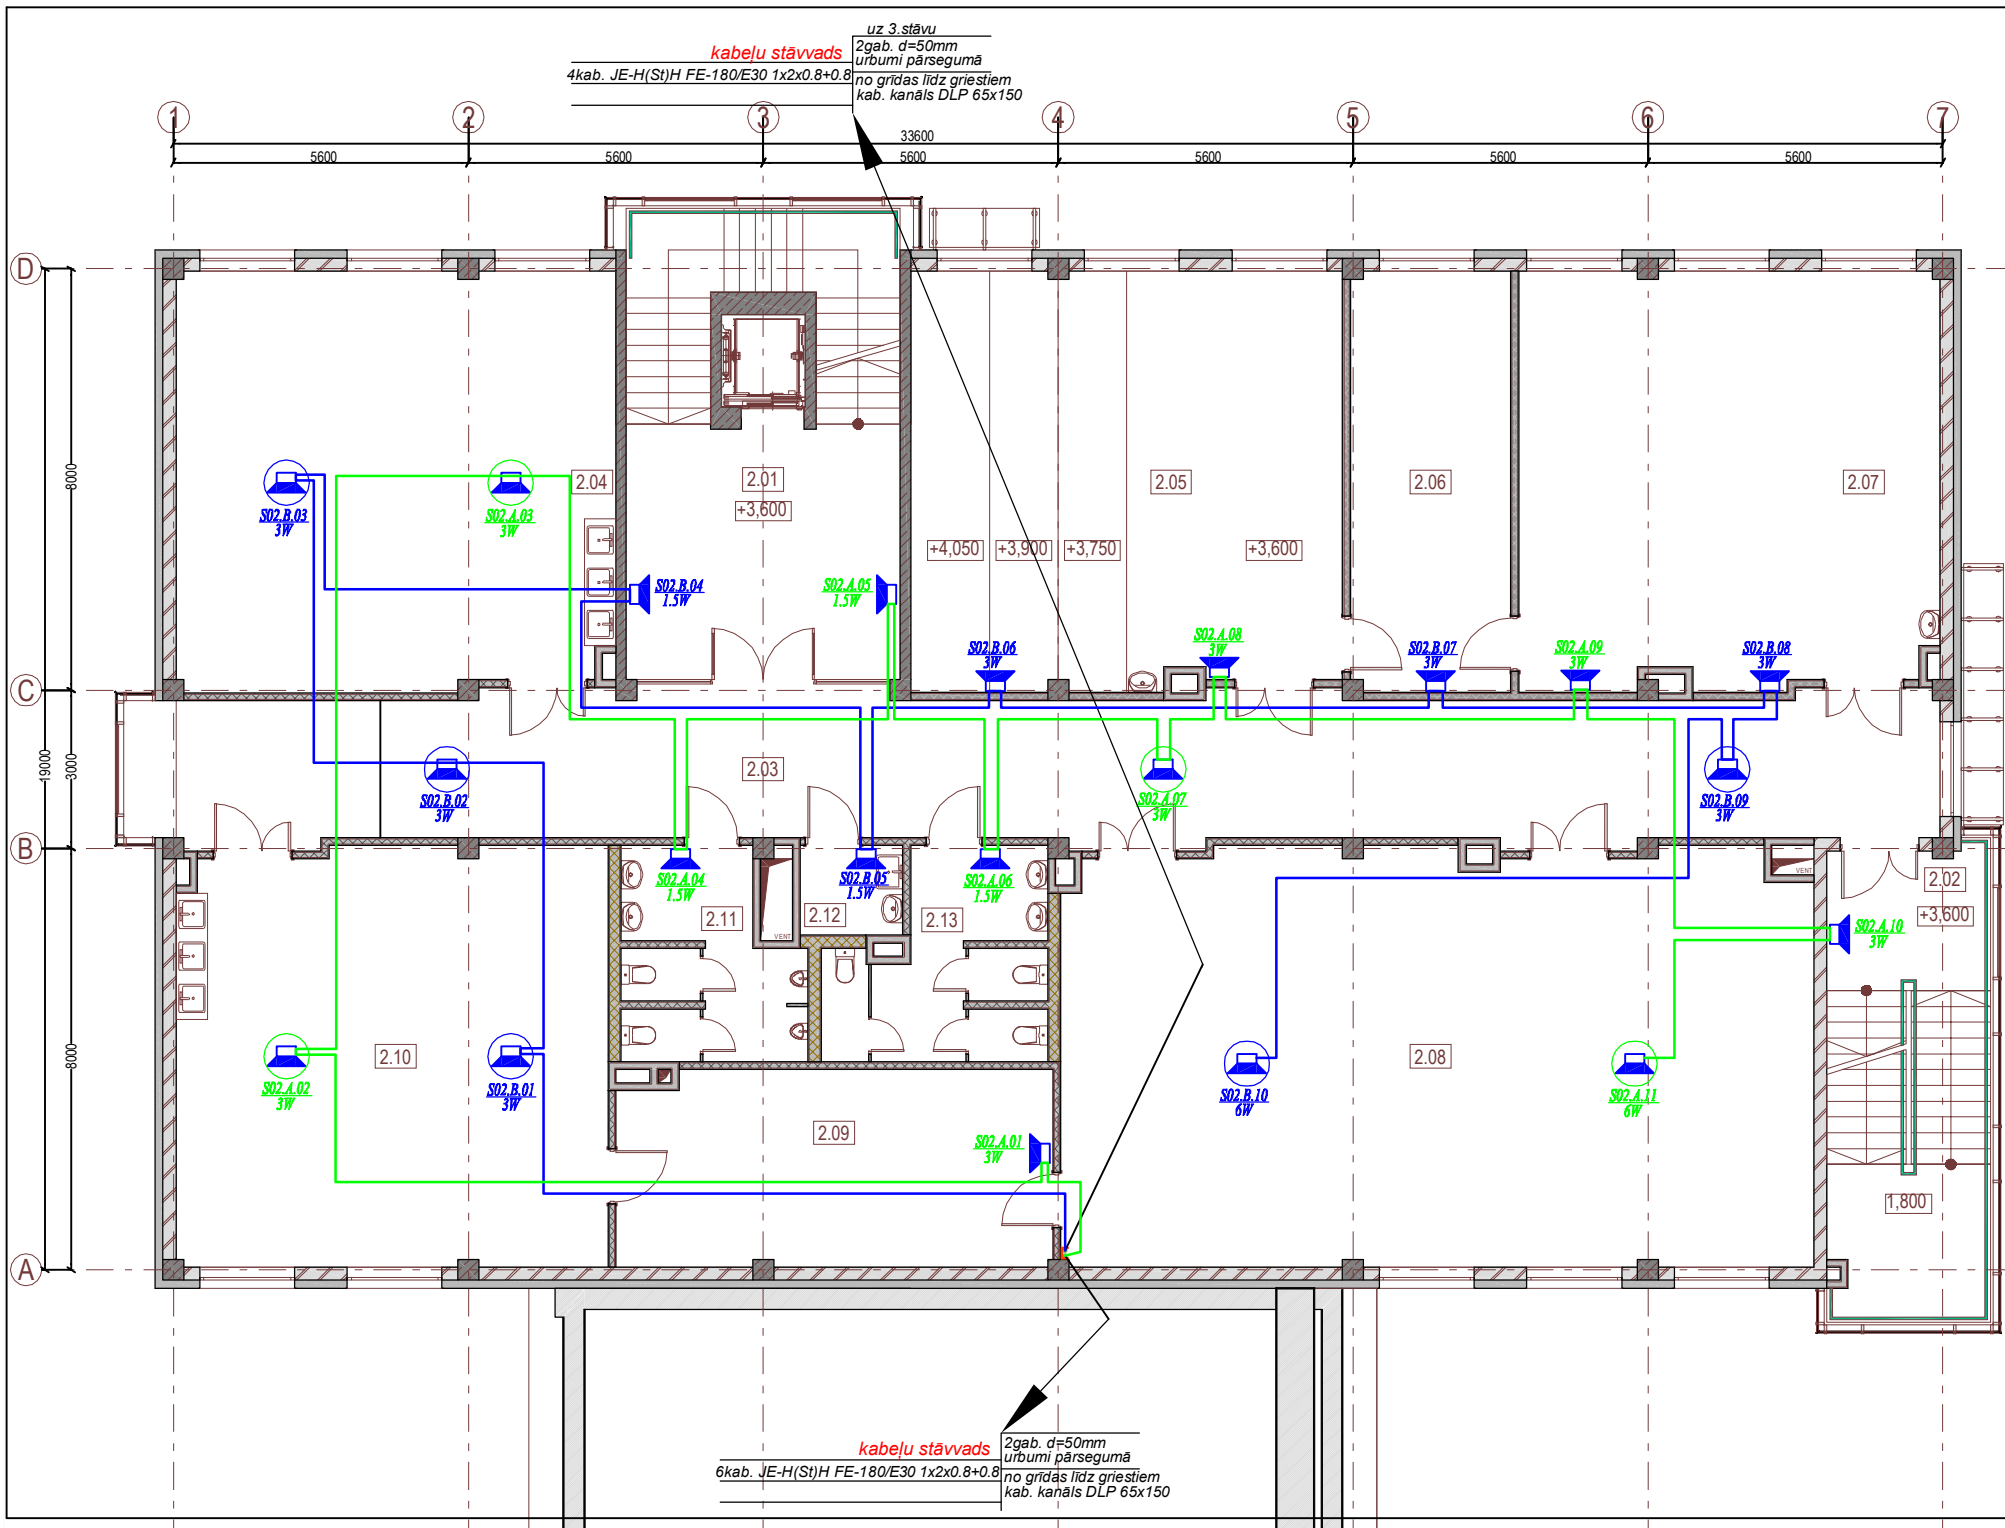 uz 3.stāvu
kabeļu stāvvads
2gab. d=50mm
urbumi pārsegumā
4kab. JE-H(St)H FE-180/E30 1x2x0.8+0.8
no grīdas līdz griestiem
kab. kanāls DLP 65x150
1
2
3
4
5
6
7
33600
5600
5600
5600
5600
5600
5600
D
C
B
A
8000
3000
19000
8000
2.04
2.01
+3,600
2.05
2.06
2.07
S02.B.03
3W
S02.A.03
3W
+4,050
+3,900
+3,750
+3,600
S02.B.04
1.5W
S02.A.05
1.5W
S02.B.06
3W
S02.A.08
3W
S02.B.07
3W
S02.A.09
3W
S02.B.08
3W
2.03
S02.B.02
3W
S02.A.07
3W
S02.B.09
3W
S02.A.04
1.5W
S02.B.05
1.5W
S02.A.06
1.5W
VENT
2.02
+3,600
2.11
2.12
2.13
VENT
S02.A.10
3W
2.10
2.08
S02.A.02
3W
S02.B.01
3W
S02.B.10
6W
S02.A.11
6W
2.09
S02.A.01
3W
1,800
kabeļu stāvvads
2gab. d=50mm
urbumi pārsegumā
6kab. JE-H(St)H FE-180/E30 1x2x0.8+0.8
no grīdas līdz griestiem
kab. kanāls DLP 65x150